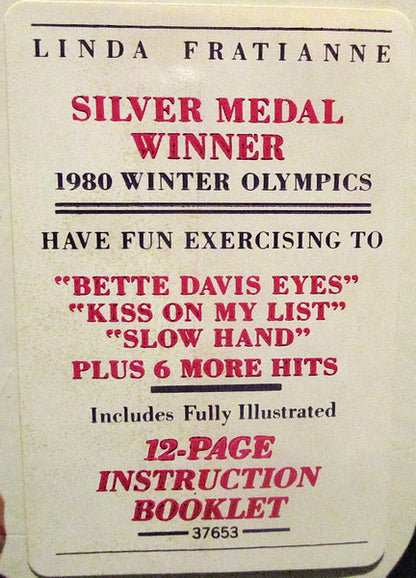 LINDA FRATIANNE
SILVER MEDAL
WINNER
1980 WINTER OLYMPICS
HAVE FUN EXERCISING TO
"BETTE DAVIS EYES"
"KISS ON MY LIST"
"SLOW HAND"
PLUS 6 MORE HITS
Includes Fully Illustrated
12-PAGE
INSTRUCTION
BOOKLET
37653